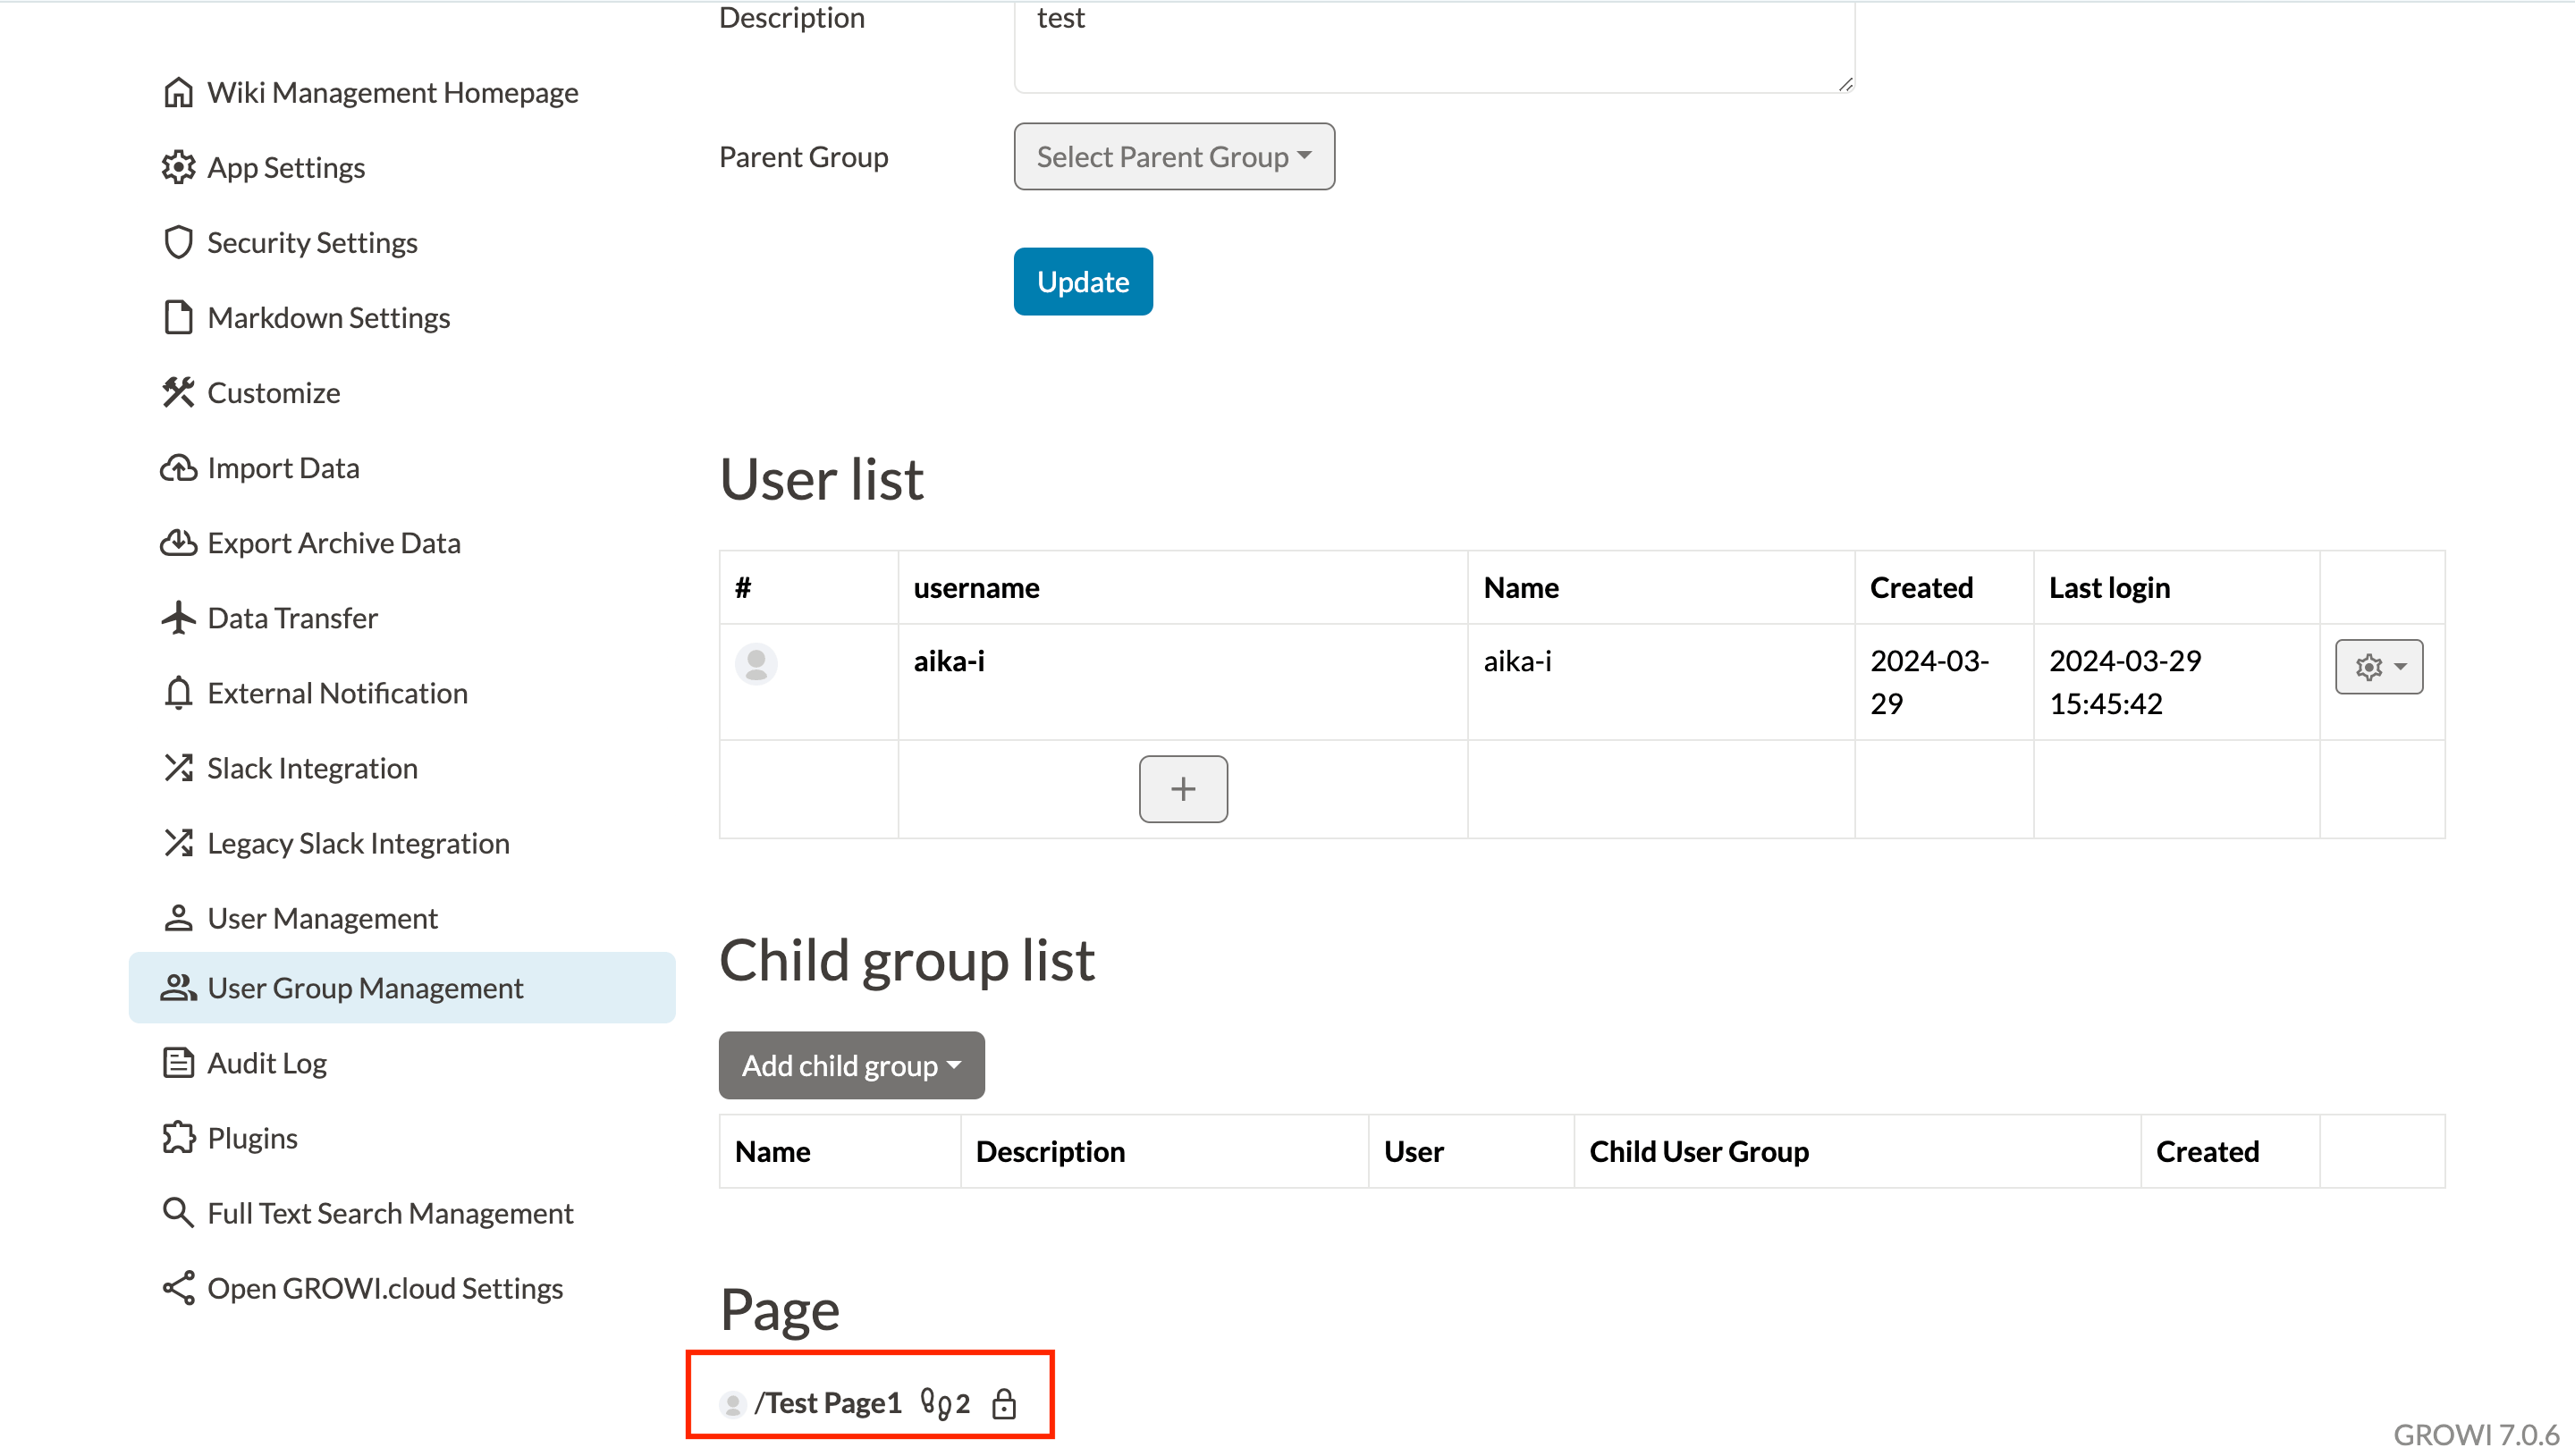 Description test
Wiki Management Homepage
App Settings
Security Settings
Markdown Settings
Customize
Import Data
Export Archive Data
Data Transfer
External Notification
Slack Integration
Legacy Slack Integration
User Management
User Group Management
Audit Log
Plugins
Full Text Search Management
Open GROWI.cloud Settings
Parent Group Select Parent Group
Update
User list
# username Name Created Last login
aika-i aika-i 2024-03- 2024-03-29
29 15:45:42
+
Child group list
Add child group
Name Description User Child User Group Created
Page
/Test Page1 2
GROWI 7.0.6